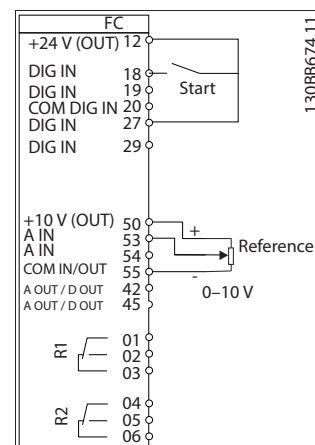 FC
+24 V (OUT) 12
DIG IN 18
DIG IN 19
COM DIG IN 20
DIG IN 27
DIG IN 29
Start
+10 V (OUT) 50
A IN 53
A IN 54
COM IN/OUT 55
A OUT / D OUT 42
A OUT / D OUT 45
+
Reference
-
0–10 V
R1
01
02
03
R2
04
05
06
130BB674.11